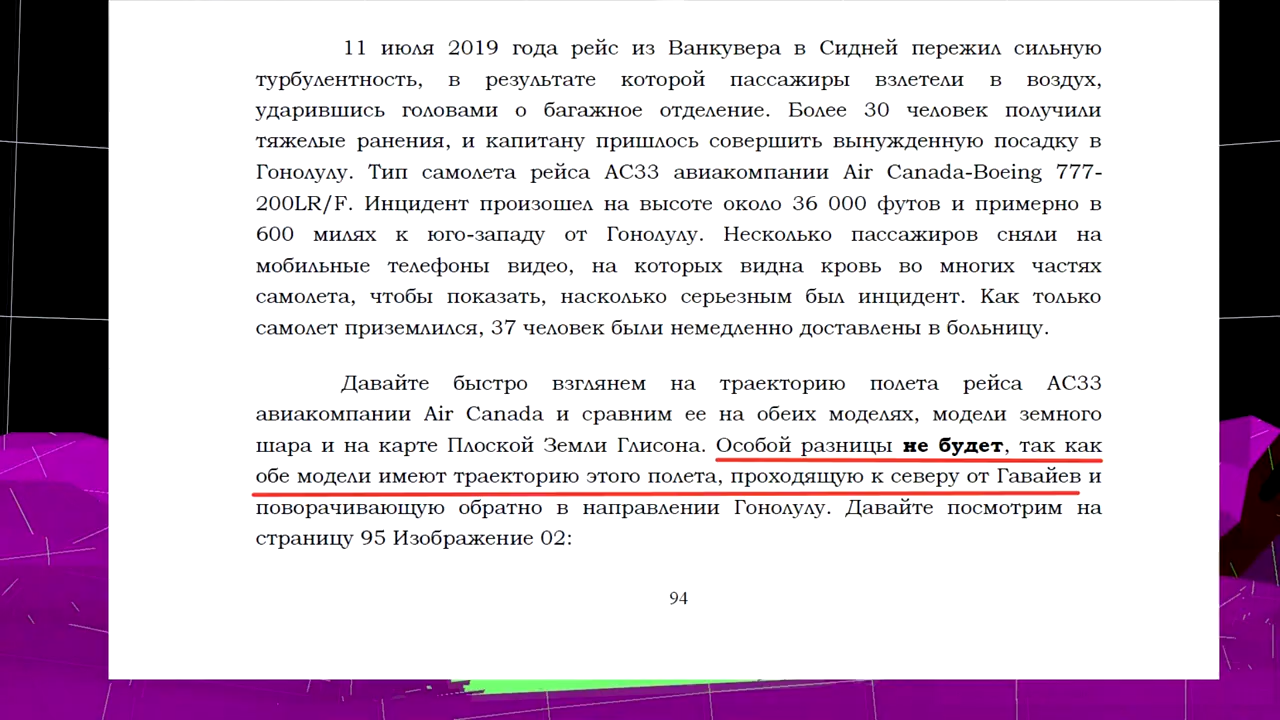 11 июля 2019 года рейс из Ванкувера в Сидней пережил сильную
турбулентность, в результате которой пассажиры взлетели в воздух,
ударившись головами о багажное отделение. Более 30 человек получили
тяжелые ранения, и капитану пришлось совершить вынужденную посадку в
Гонолулу. Тип самолета рейса AC33 авиакомпании Air Canada-Boeing 777-
200LR/F. Инцидент произошел на высоте около 36 000 футов и примерно в
600 милях к юго-западу от Гонолулу. Несколько пассажиров сняли на
мобильные телефоны видео, на которых видна кровь во многих частях
самолета, чтобы показать, насколько серьезным был инцидент. Как только
самолет приземлился, 37 человек были немедленно доставлены в больницу.
Давайте быстро взглянем на траекторию полета рейса AC33
авиакомпании Air Canada и сравним ее на обеих моделях, модели земного
шара и на карте Плоской Земли Глисона. Особой разницы не будет, так как
обе модели имеют траекторию этого полета, проходящую к северу от Гавайев и
поворачивающую обратно в направлении Гонолулу. Давайте посмотрим на
страницу 95 Изображение 02:
94